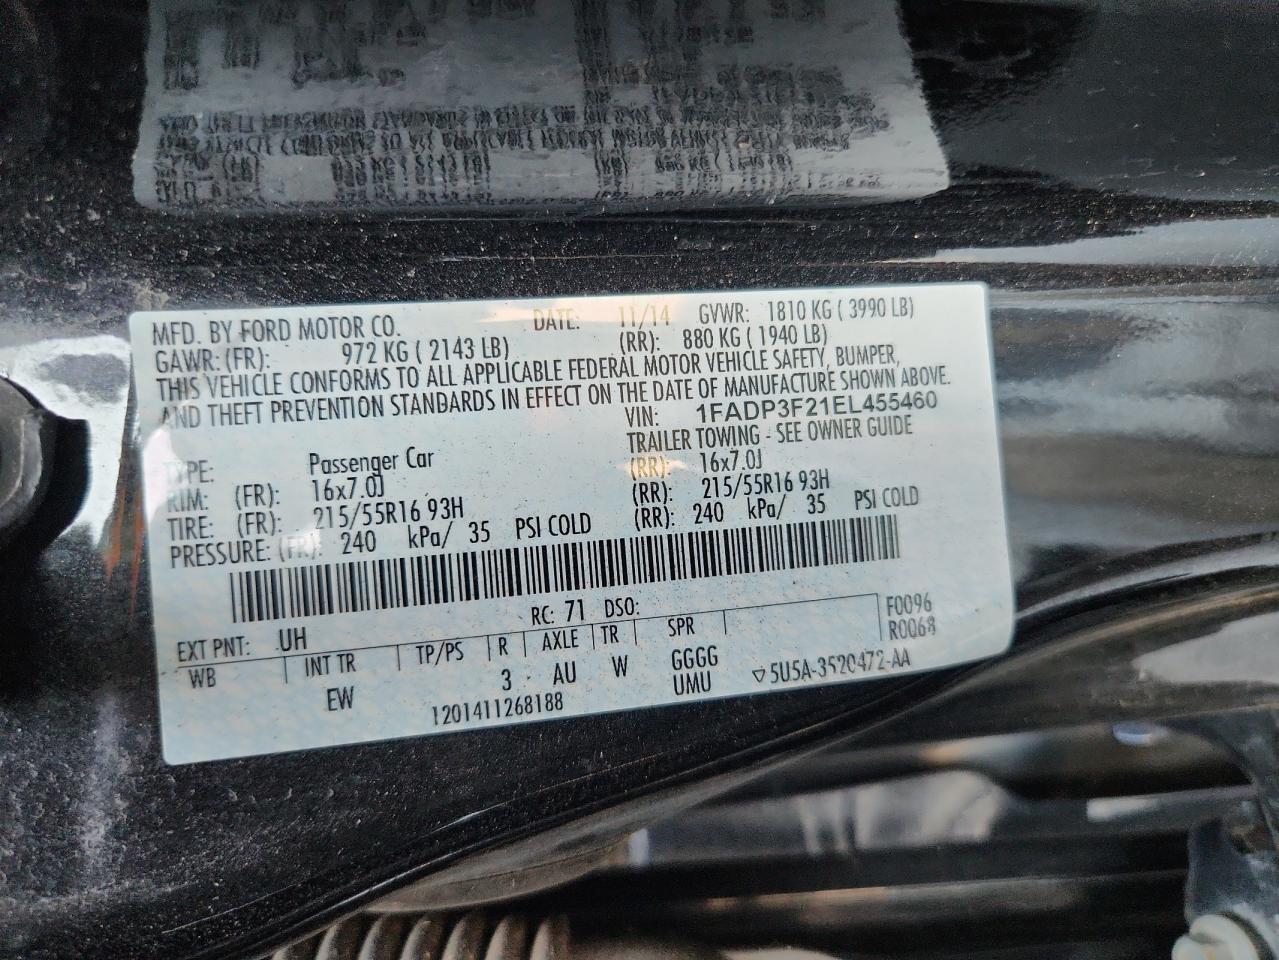 MFD. BY FORD MOTOR CO. DATE: 11/14 GVWR: 1810 KG ( 3990 LB)
GAWR: (FR): 972 KG ( 2143 LB) (RR): 880 KG ( 1940 LB)
THIS VEHICLE CONFORMS TO ALL APPLICABLE FEDERAL MOTOR VEHICLE SAFETY, BUMPER,
AND THEFT PREVENTION STANDARDS IN EFFECT ON THE DATE OF MANUFACTURE SHOWN ABOVE.
VIN: 1FADP3F21EL455460
TRAILER TOWING - SEE OWNER GUIDE
TYPE: Passenger Car
RIM: (FR): 16x7.0J (RR): 16x7.0J
TIRE: (FR): 215/55R16 93H (RR): 215/55R16 93H
PRESSURE: (FR): 240 kPa/ 35 PSI COLD (RR): 240 kPa/ 35 PSI COLD
EXT PNT: UH RC: 71 DSO: F0096
WB INT TR TP/PS R AXLE TR SPR R0068
EW 3 AU W GGGG
UMU ▽5U5A-3520472-AA
1201411268188